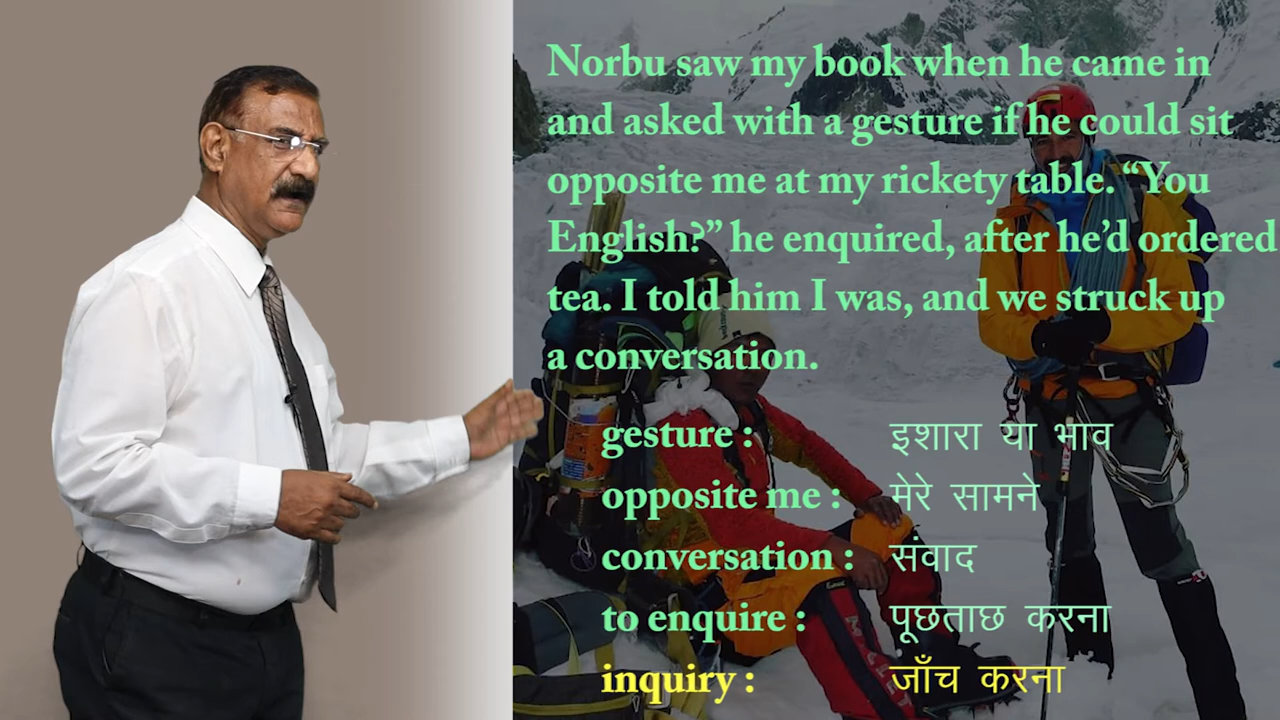 Norbu saw my book when he came in
and asked with a gesture if he could sit
opposite me at my rickety table. “You
English?” he enquired, after he’d ordered
tea. I told him I was, and we struck up
a conversation.
gesture : इशारा या भाव
opposite me : मेरे सामने
conversation : संवाद
to enquire : पूछताछ करना
inquiry : जाँच करना